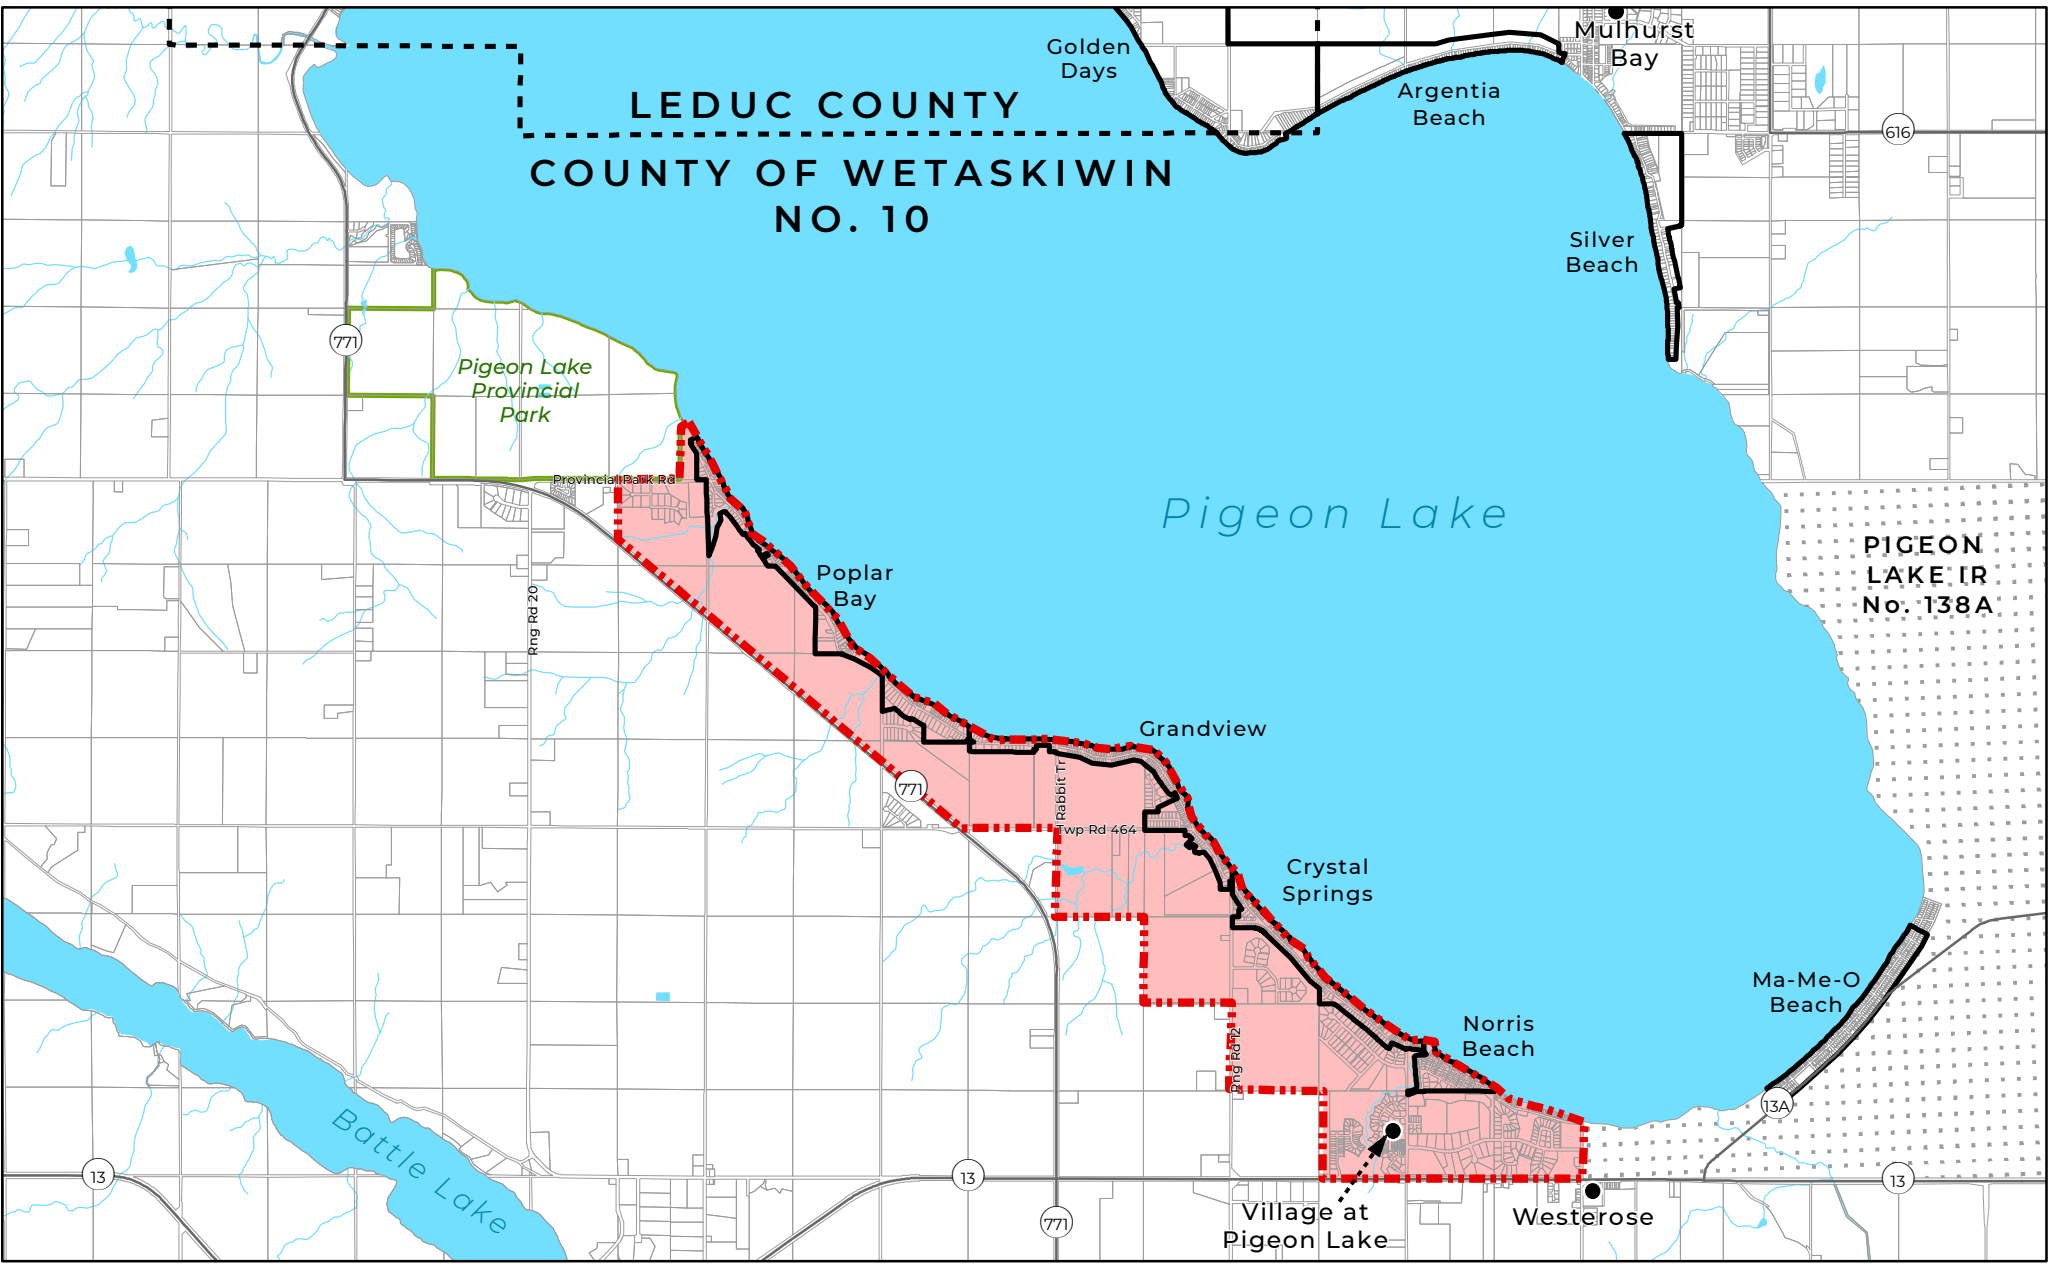 Mulhurst
Bay
Golden
Days
Argentia
Beach
LEDUC COUNTY
616
COUNTY OF WETASKIWIN
NO. 10
Silver
Beach
771
Pigeon Lake
Provincial
Park
Provincial Park Rd
Pigeon Lake
PIGEON
LAKE IR
No. 138A
Poplar
Bay
Rng Rd 20
Grandview
771
Rabbit Tr
Twp Rd 464
Crystal
Springs
Ma-Me-O
Beach
Norris
Beach
Rng Rd 12
13A
Battle Lake
13
13
13
Village at
Pigeon Lake
Westerose
771